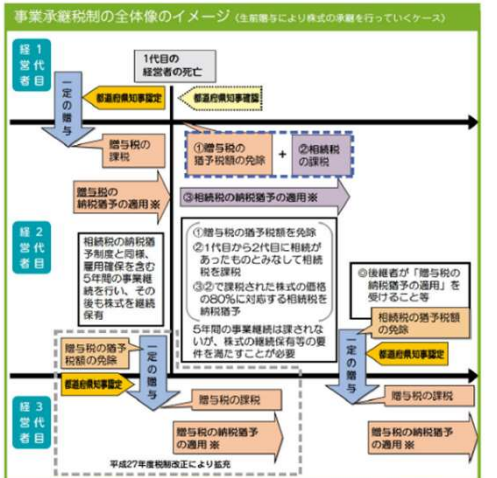 事業承継税制の全体像のイメージ（生前贈与により株式の承継を行っていくケース）
経営者
1代目
1代目の
経営者の死亡
一定の贈与
都道府県知事認定
都道府県知事確認
贈与税の
課税
①贈与税の
猶予税額の免除
+
②相続税
の課税
贈与税の
納税猶予の適用※
③相続税の納税猶予の適用※
経営者
2代目
相続税の納税猶
予制度と同様、
雇用確保を含む
5年間の事業継
続を行い、その
後も株式を継続
保有
①贈与税の猶予税額を免除
②1代目から2代目に相続が
あったものとみなして相続
税を課税
③②で課税された株式の価格
の80%に対応する相続税を
納税猶予
5年間の事業継続は課されな
いが、株式の継続保有等の要
件を満たすことが必要
◎後継者が「贈与税の
納税猶予の適用」を
受けること等
相続税の猶予税額
の免除
贈与税の猶予
税額の免除
一定の贈与
都道府県知事認定
一定の贈与
都道府県知事認定
経営者
3代目
贈与税の課税
贈与税の納税猶予
の適用※
贈与税の課税
贈与税の納税猶予
の適用※
平成27年度税制改正により拡充